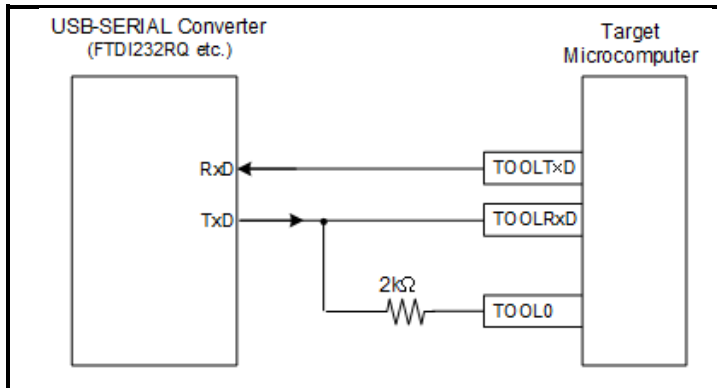 USB-SERIAL Converter
(FTDI232RQ etc.)
Target
Microcomputer
RxD
TOOLTxD
TxD
TOOLRxD
2kΩ
TOOL0